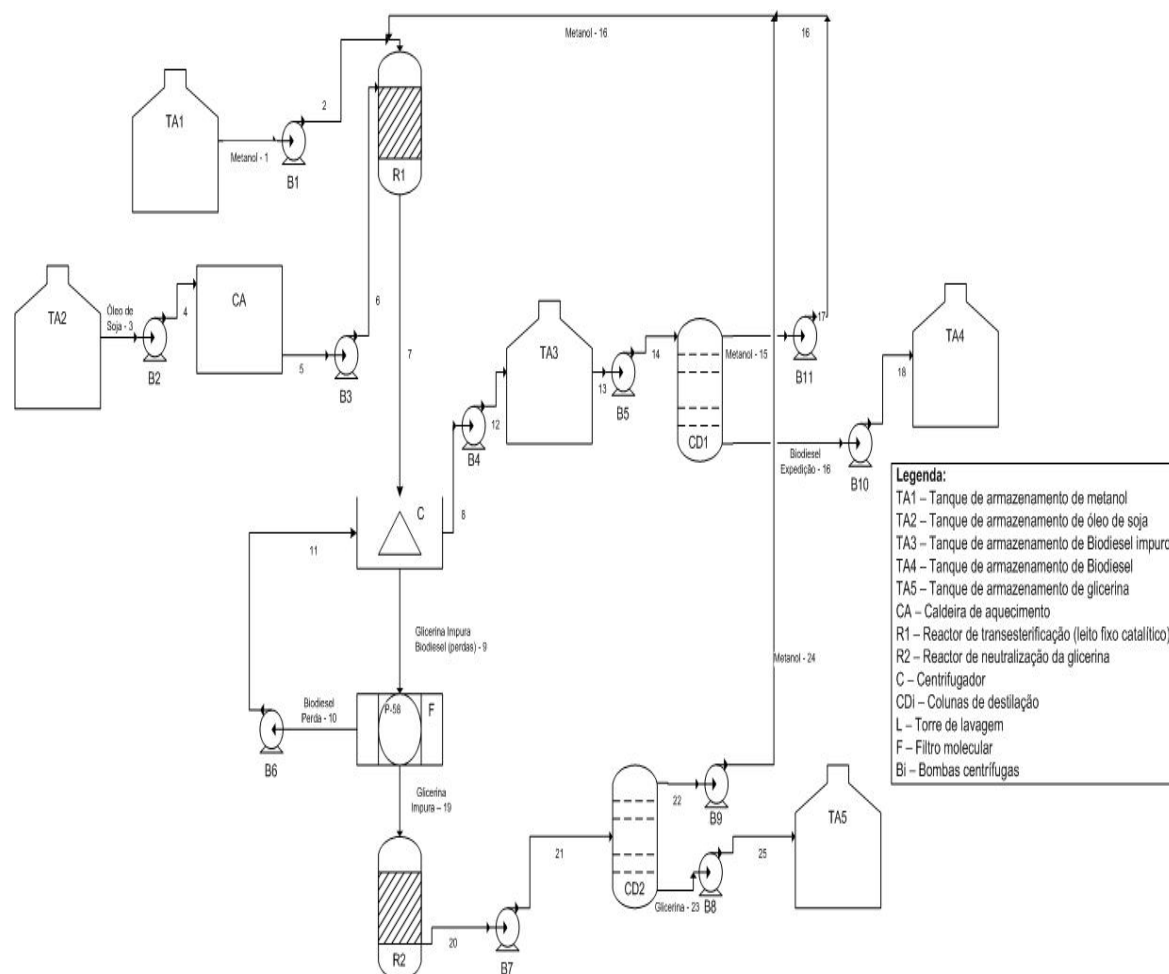 Metanol - 16
16
2
TA1
Metanol - 1
B1
R1
TA2
Óleo de
Soja - 3
4
B2
CA
5
6
B3
7
TA3
12
B4
8
13
B5
14
CD1
Metanol - 15
17
B11
TA4
18
Biodiesel
Expedição - 16
B10
C
11
Glicerina Impura
Biodiesel (perdas) - 9
Metanol - 24
Biodiesel
Perda - 10
B6
P-58
F
Glicerina
Impura – 19
R2
20
B7
21
CD2
22
B9
Glicerina - 23
B8
25
TA5
Legenda:
TA1 – Tanque de armazenamento de metanol
TA2 – Tanque de armazenamento de óleo de soja
TA3 – Tanque de armazenamento de Biodiesel impuro
TA4 – Tanque de armazenamento de Biodiesel
TA5 – Tanque de armazenamento de glicerina
CA – Caldeira de aquecimento
R1 – Reactor de transesterificação (leito fixo catalítico)
R2 – Reactor de neutralização da glicerina
C – Centrifugador
CDi – Colunas de destilação
L – Torre de lavagem
F – Filtro molecular
Bi – Bombas centrífugas